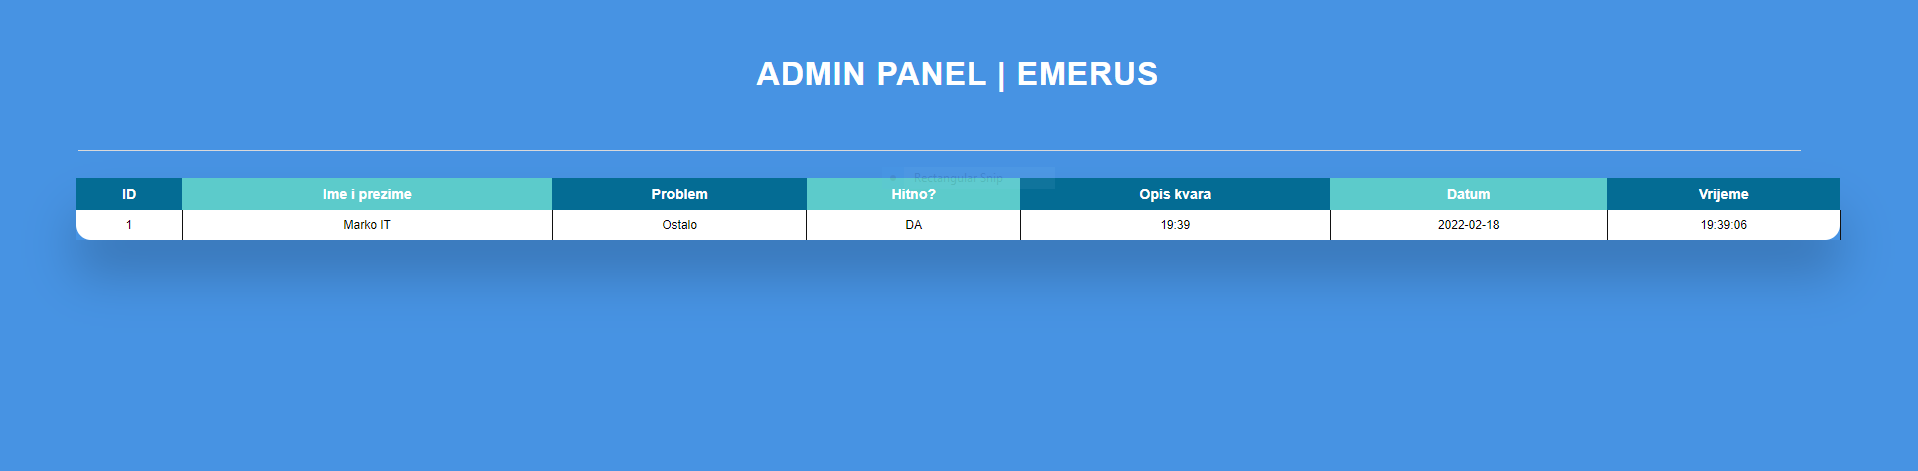 ADMIN PANEL | EMERUS
Rectangular Snip
ID Ime i prezime Problem Hitno? Opis kvara Datum Vrijeme
1 Marko IT Ostalo DA 19:39 2022-02-18 19:39:06